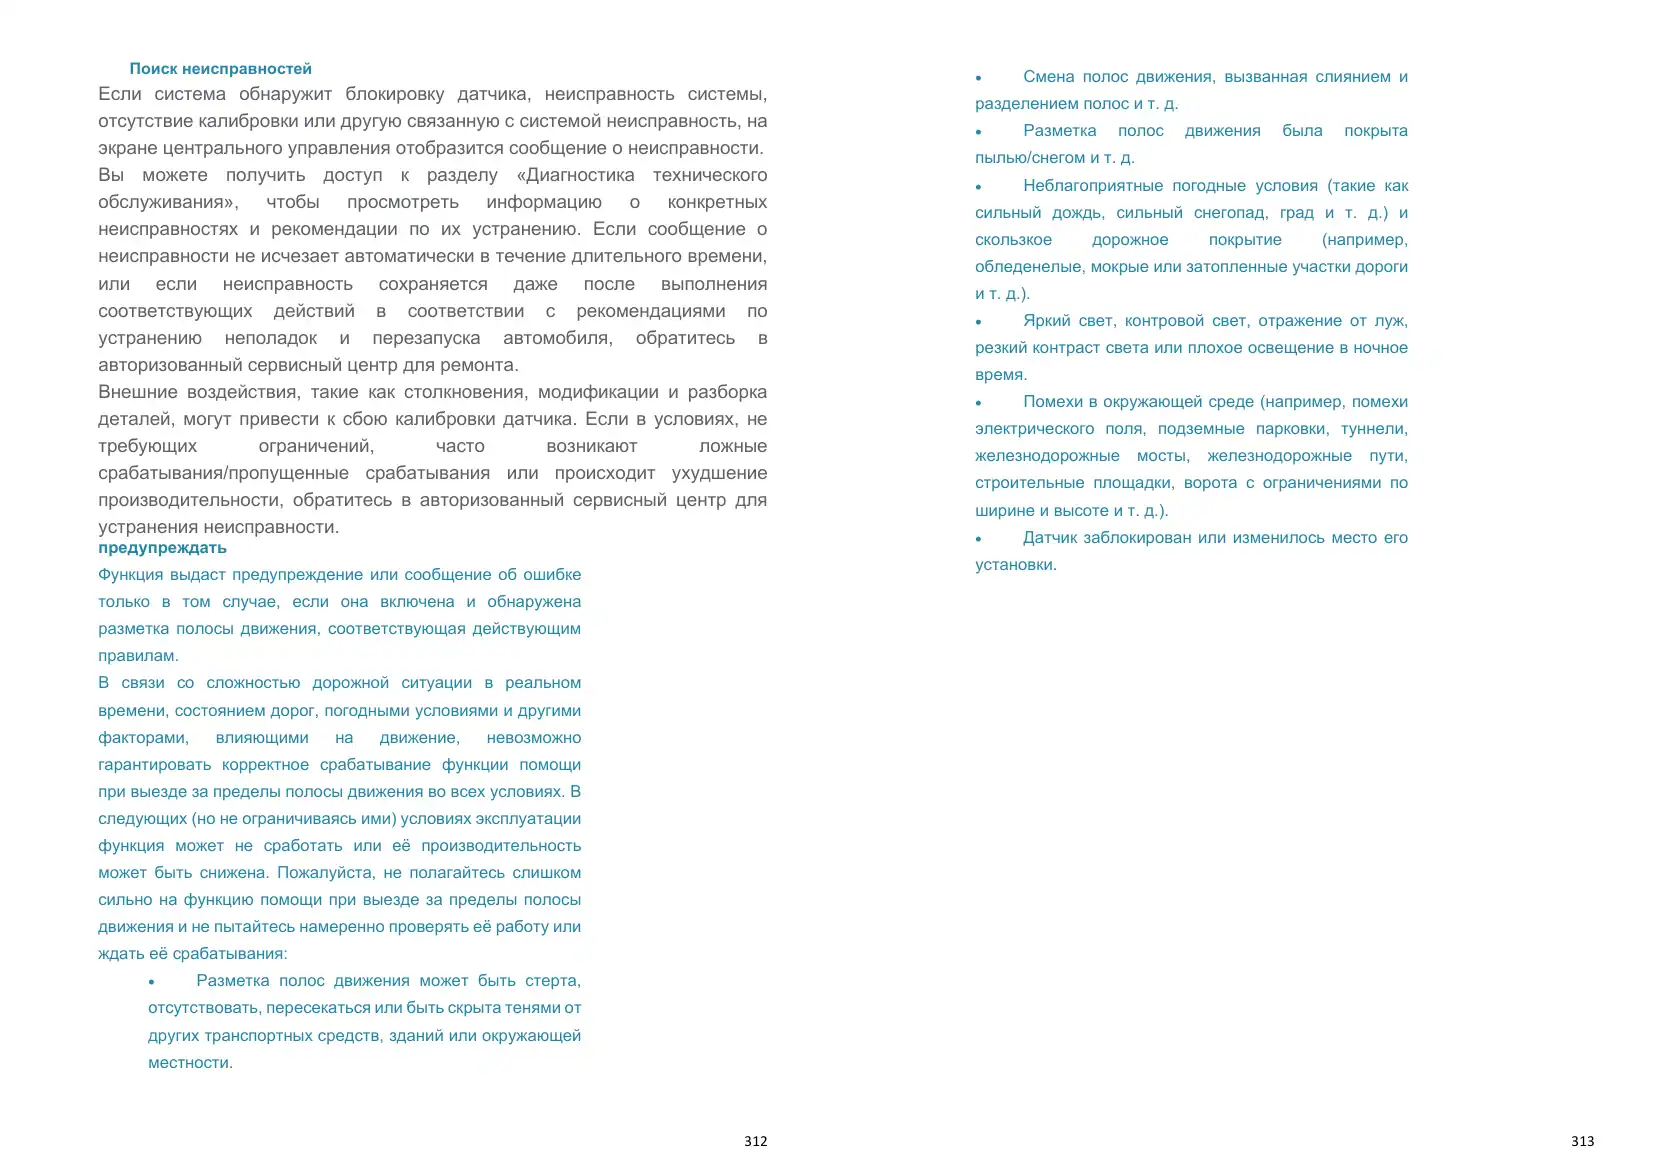 Поиск неисправностей
Если система обнаружит блокировку датчика, неисправность системы,
отсутствие калибровки или другую связанную с системой неисправность, на
экране центрального управления отобразится сообщение о неисправности.
Вы можете получить доступ к разделу «Диагностика технического
обслуживания», чтобы просмотреть информацию о конкретных
неисправностях и рекомендации по их устранению. Если сообщение о
неисправности не исчезает автоматически в течение длительного времени,
или если неисправность сохраняется даже после выполнения
соответствующих действий в соответствии с рекомендациями по
устранению неполадок и перезапуска автомобиля, обратитесь в
авторизованный сервисный центр для ремонта.
Внешние воздействия, такие как столкновения, модификации и разборка
деталей, могут привести к сбою калибровки датчика. Если в условиях, не
требующих ограничений, часто возникают ложные
срабатывания/пропущенные срабатывания или происходит ухудшение
производительности, обратитесь в авторизованный сервисный центр для
устранения неисправности.
предупреждать
Функция выдаст предупреждение или сообщение об ошибке
только в том случае, если она включена и обнаружена
разметка полосы движения, соответствующая действующим
правилам.
В связи со сложностью дорожной ситуации в реальном
времени, состоянием дорог, погодными условиями и другими
факторами, влияющими на движение, невозможно
гарантировать корректное срабатывание функции помощи
при выезде за пределы полосы движения во всех условиях. В
следующих (но не ограничиваясь ими) условиях эксплуатации
функция может не сработать или её производительность
может быть снижена. Пожалуйста, не полагайтесь слишком
сильно на функцию помощи при выезде за пределы полосы
движения и не пытайтесь намеренно проверять её работу или
ждать её срабатывания:
• Разметка полос движения может быть стерта,
отсутствовать, пересекаться или быть скрыта тенями от
других транспортных средств, зданий или окружающей
местности.
312
• Смена полос движения, вызванная слиянием и
разделением полос и т. д.
• Разметка полос движения была покрыта
пылью/снегом и т. д.
• Неблагоприятные погодные условия (такие как
сильный дождь, сильный снегопад, град и т. д.) и
скользкое дорожное покрытие (например,
обледенелые, мокрые или затопленные участки дороги
и т. д.).
• Яркий свет, контровой свет, отражение от луж,
резкий контраст света или плохое освещение в ночное
время.
• Помехи в окружающей среде (например, помехи
электрического поля, подземные парковки, туннели,
железнодорожные мосты, железнодорожные пути,
строительные площадки, ворота с ограничениями по
ширине и высоте и т. д.).
• Датчик заблокирован или изменилось место его
установки.
313